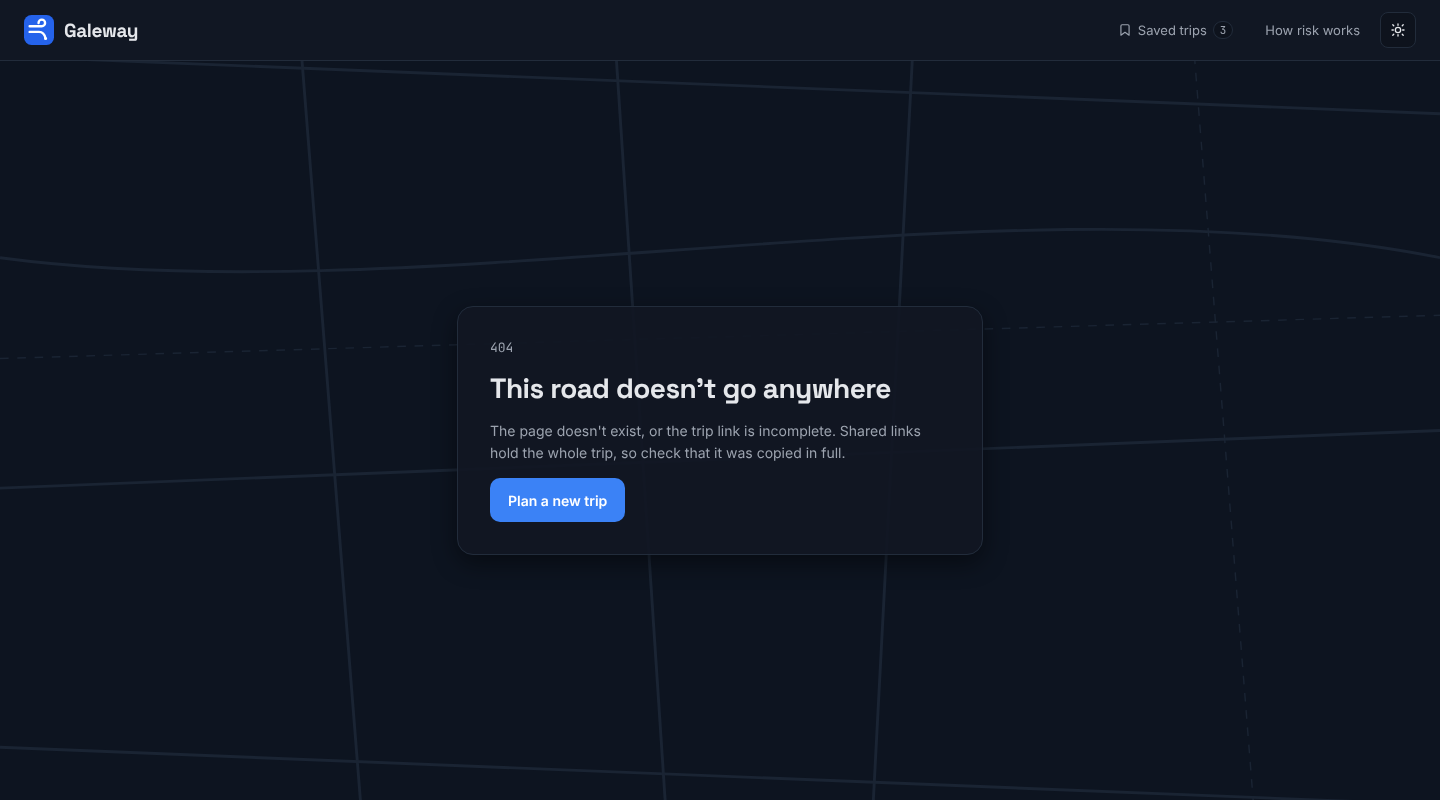 Galeway
Saved trips 3
How risk works
404
This road doesn’t go anywhere
The page doesn't exist, or the trip link is incomplete. Shared links
hold the whole trip, so check that it was copied in full.
Plan a new trip